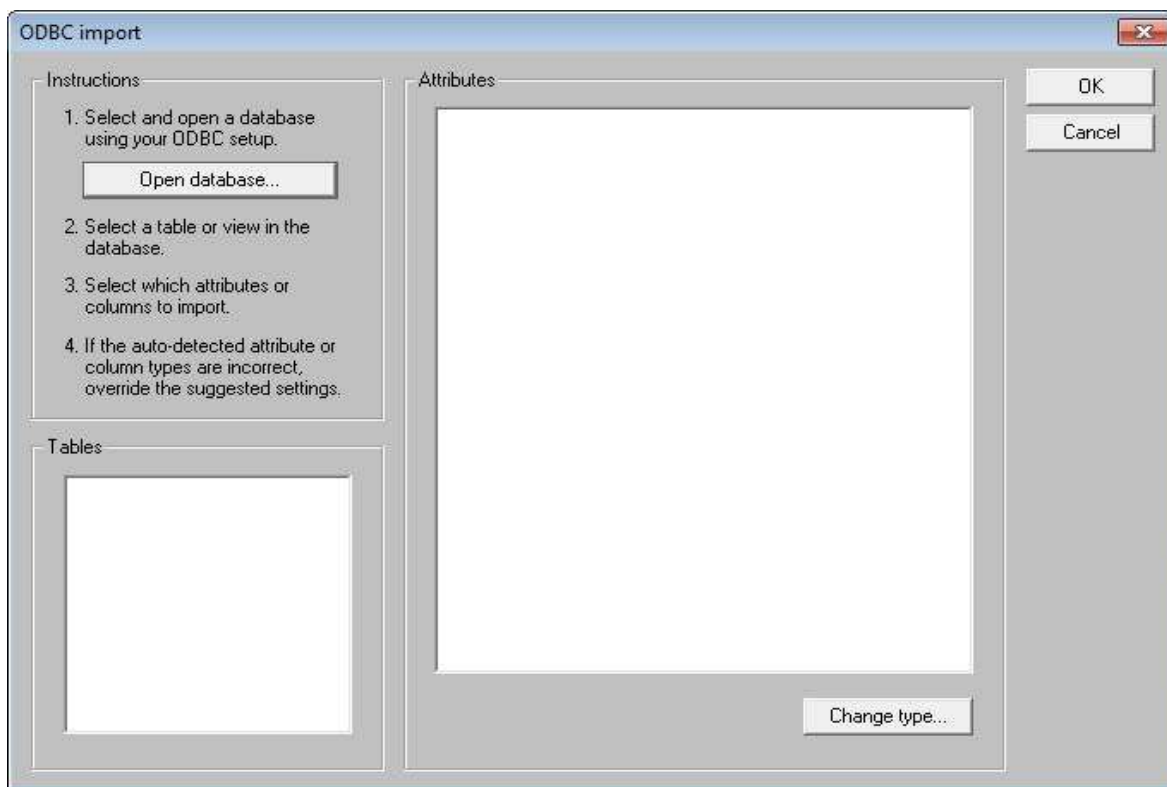 ODBC import
Instructions
1. Select and open a database
using your ODBC setup.
Open database...
2. Select a table or view in the
database.
3. Select which attributes or
columns to import.
4. If the auto-detected attribute or
column types are incorrect,
override the suggested settings.
Tables
Attributes
Change type...
OK
Cancel